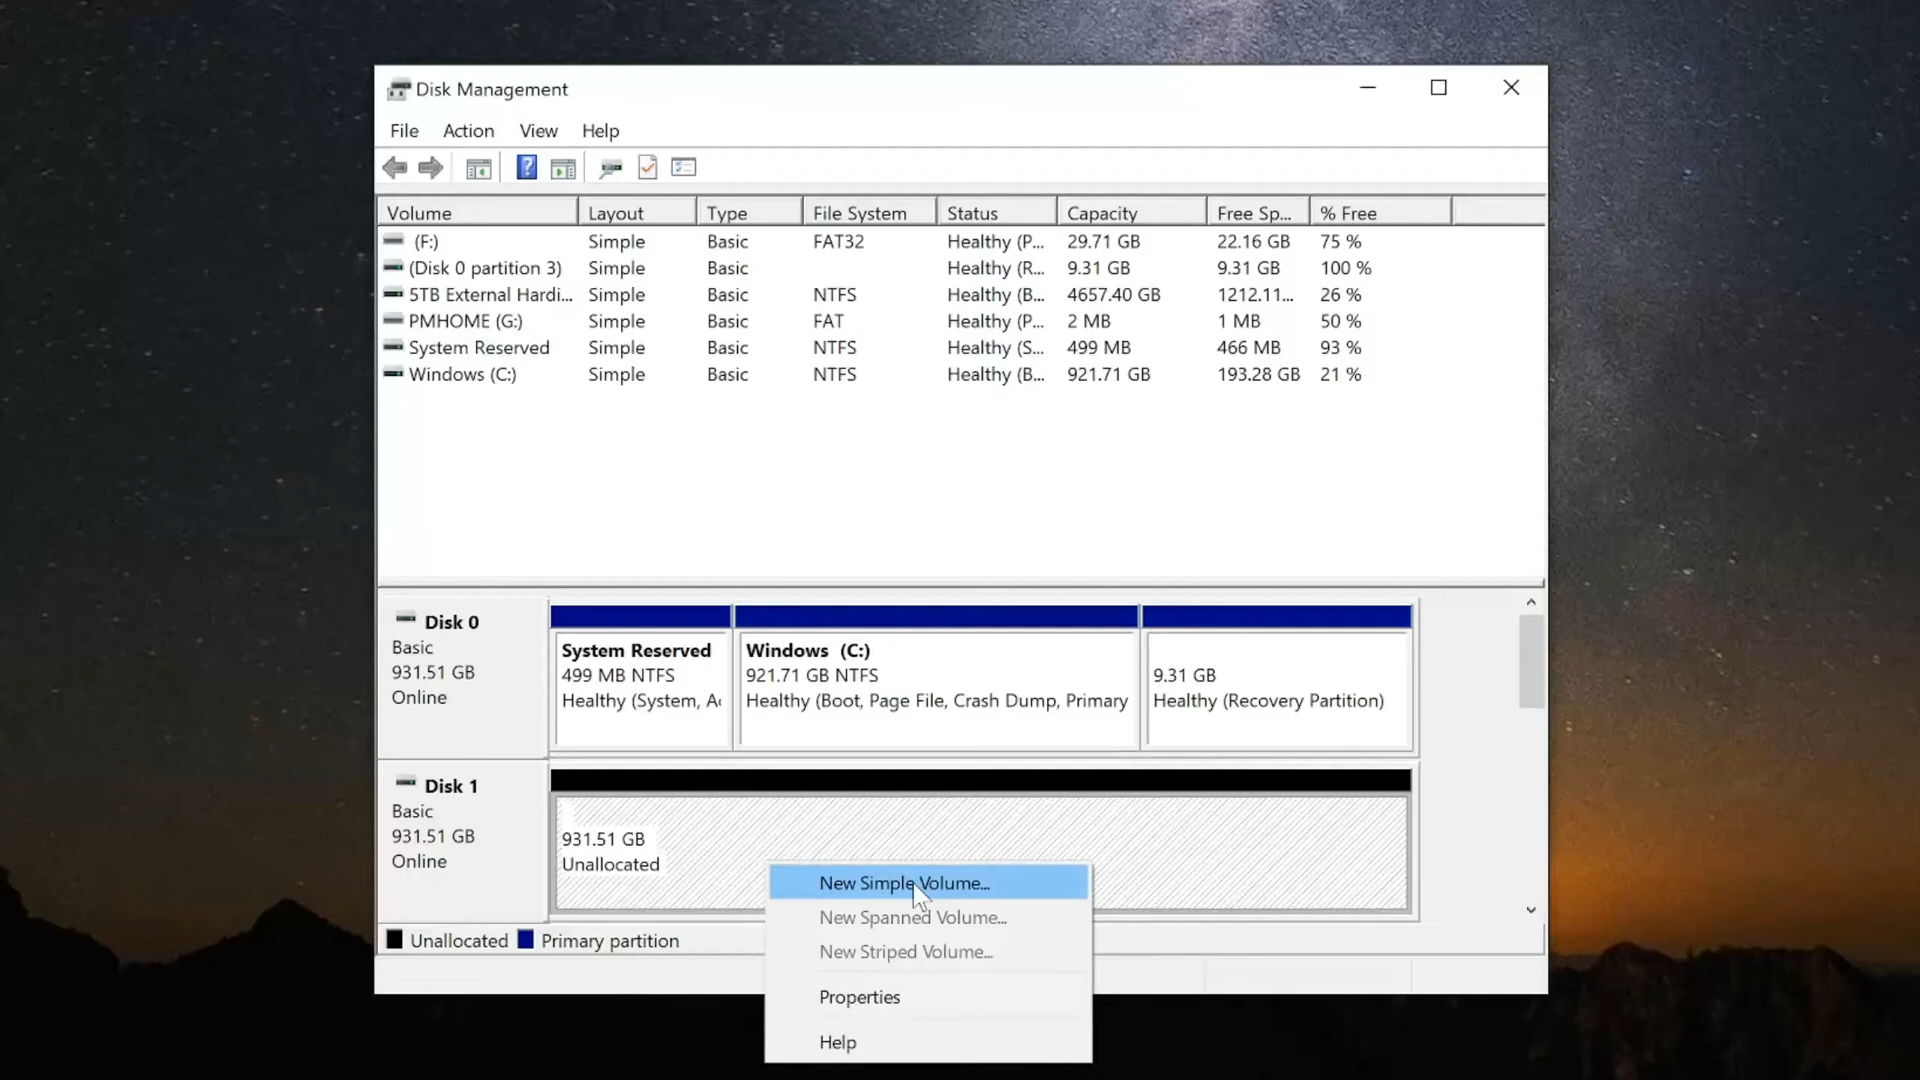 Disk Management
File Action View Help
Volume Layout Type File System Status Capacity Free Sp... % Free
(F:) Simple Basic FAT32 Healthy (P... 29.71 GB 22.16 GB 75 %
(Disk 0 partition 3) Simple Basic Healthy (R... 9.31 GB 9.31 GB 100 %
5TB External Hardi... Simple Basic NTFS Healthy (B... 4657.40 GB 1212.11... 26 %
PMHOME (G:) Simple Basic FAT Healthy (P... 2 MB 1 MB 50 %
System Reserved Simple Basic NTFS Healthy (S... 499 MB 466 MB 93 %
Windows (C:) Simple Basic NTFS Healthy (B... 921.71 GB 193.28 GB 21 %
Disk 0
Basic
931.51 GB
Online
System Reserved
499 MB NTFS
Healthy (System, Ac
Windows (C:)
921.71 GB NTFS
Healthy (Boot, Page File, Crash Dump, Primary
9.31 GB
Healthy (Recovery Partition)
Disk 1
Basic
931.51 GB
Online
931.51 GB
Unallocated
New Simple Volume...
New Spanned Volume...
New Striped Volume...
Properties
Help
Unallocated Primary partition